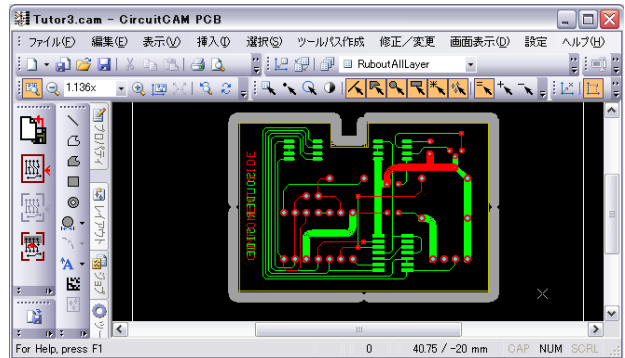 Tutor3.cam - CircuitCAM PCB
ファイル(F) 編集(E) 表示(V) 挿入(I) 選択(S) ツールパス作成 修正/変更 画面表示(D) 設定 ヘルプ(H)
RuboutAllLayer
1.136x
プロパティ
レイアウト
ジョブ
ツー
For Help, press F1
0
40.75 / -20 mm
CAP NUM SCRL